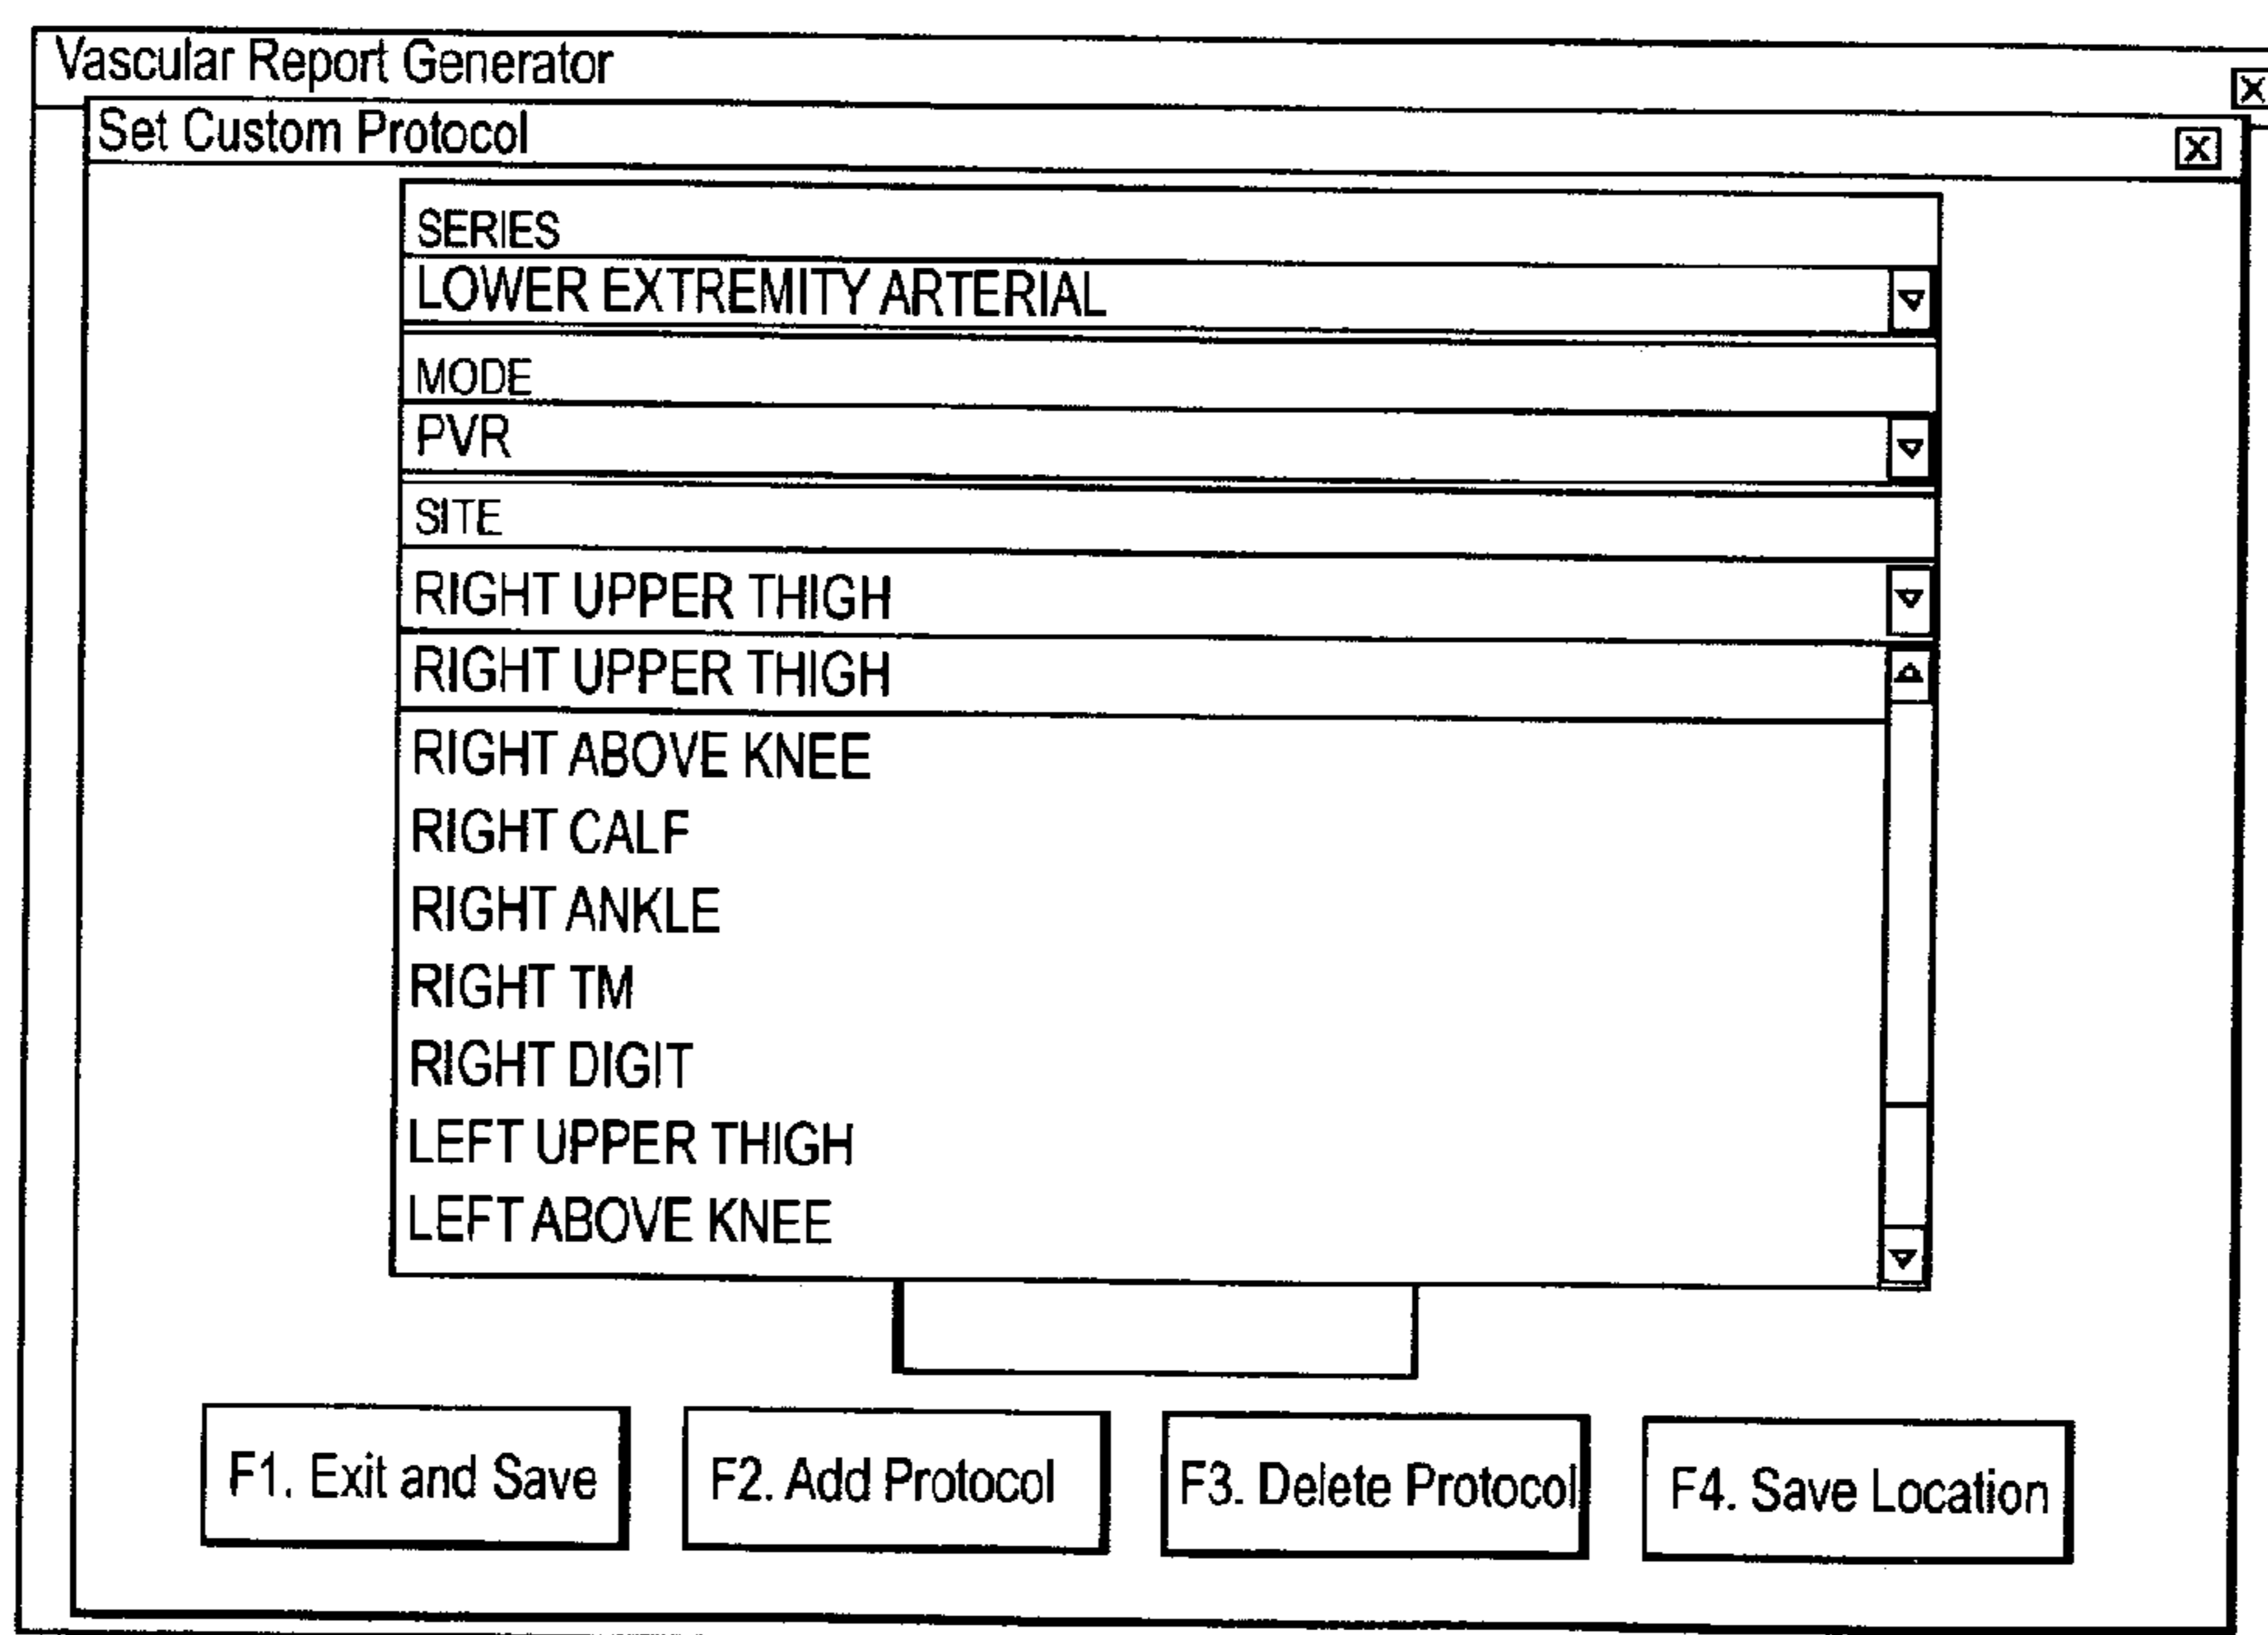 Vascular Report Generator
Set Custom Protocol
SERIES
LOWER EXTREMITY ARTERIAL
MODE
PVR
SITE
RIGHT UPPER THIGH
RIGHT UPPER THIGH
RIGHT ABOVE KNEE
RIGHT CALF
RIGHT ANKLE
RIGHT TM
RIGHT DIGIT
LEFT UPPER THIGH
LEFT ABOVE KNEE
F1. Exit and Save
F2. Add Protocol
F3. Delete Protocol
F4. Save Location